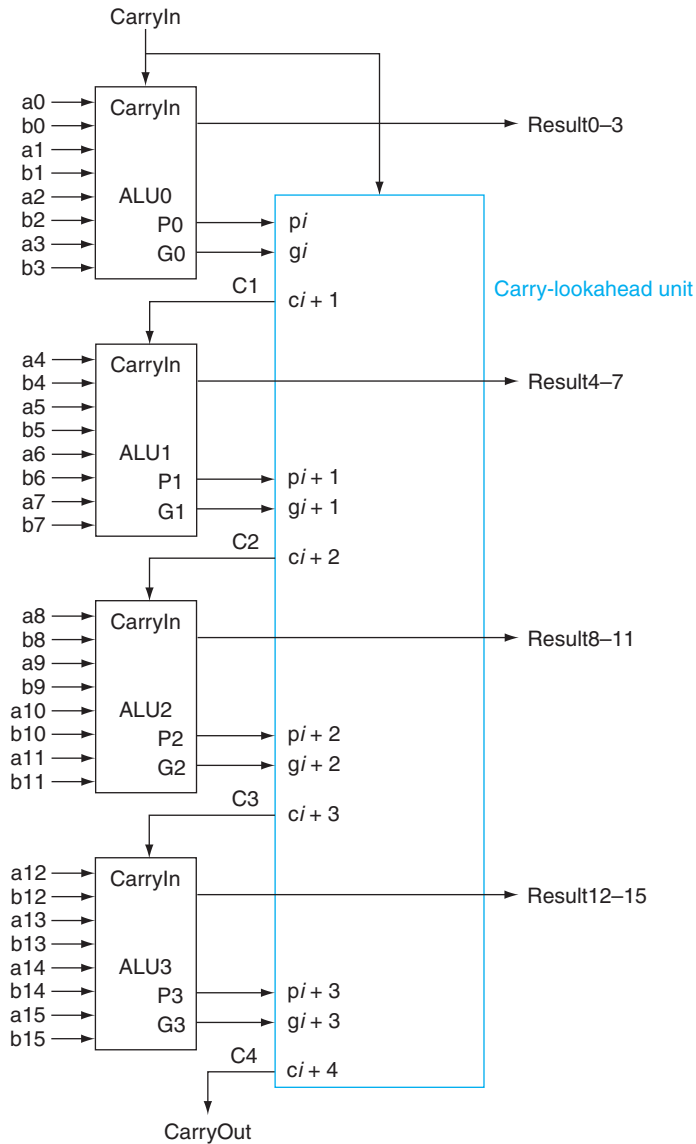 CarryIn
a0
b0
a1
b1
a2
b2
a3
b3
CarryIn
ALU0
P0
G0
Result0–3
pi
gi
Carry-lookahead unit
C1
ci + 1
a4
b4
a5
b5
a6
b6
a7
b7
CarryIn
ALU1
P1
G1
Result4–7
pi + 1
gi + 1
C2
ci + 2
a8
b8
a9
b9
a10
b10
a11
b11
CarryIn
ALU2
P2
G2
Result8–11
pi + 2
gi + 2
C3
ci + 3
a12
b12
a13
b13
a14
b14
a15
b15
CarryIn
ALU3
P3
G3
Result12–15
pi + 3
gi + 3
C4
ci + 4
CarryOut